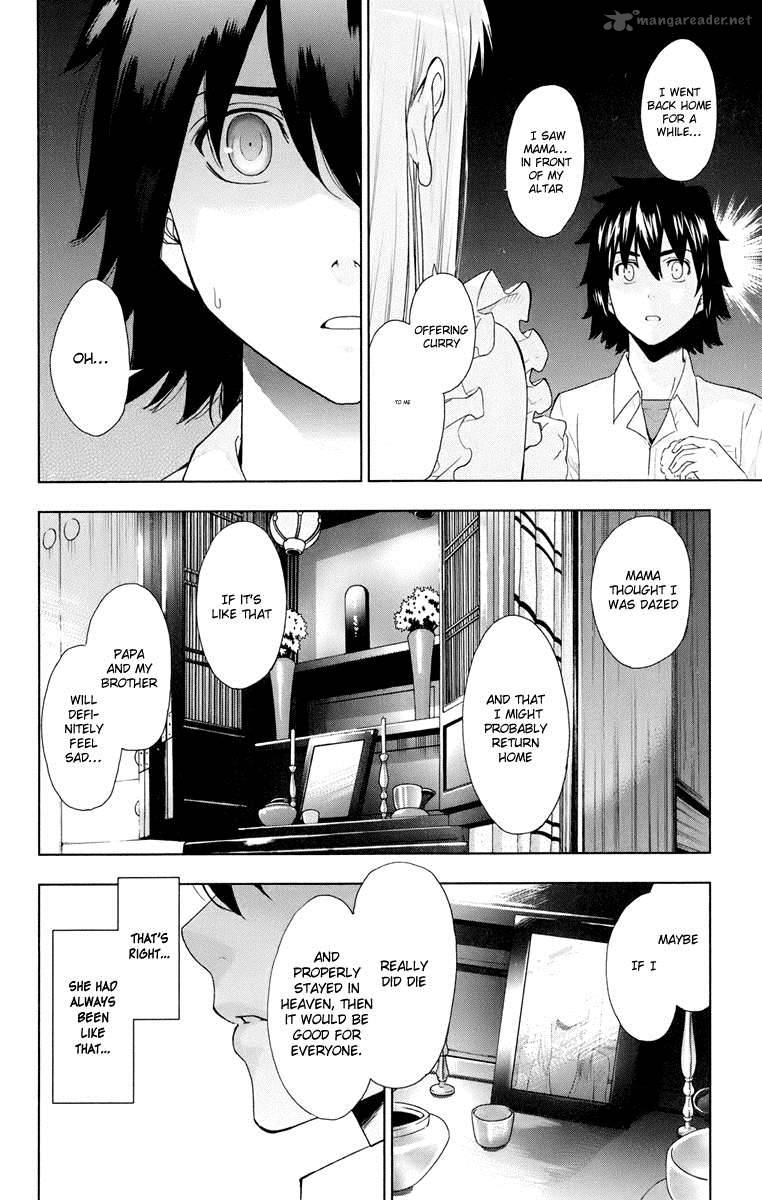 mangareader.net
I WENT
BACK HOME
FOR A
WHILE...
I SAW
MAMA...
IN FRONT
OF MY
ALTAR
OFFERING
CURRY
TO ME
OH...
MAMA
THOUGHT I
WAS DAZED
AND THAT
I MIGHT
PROBABLY
RETURN
HOME
IF IT'S
LIKE THAT
PAPA
AND MY
BROTHER
WILL
DEFI-
NITELY
FEEL
SAD...
MAYBE
IF I
REALLY
DID DIE
AND
PROPERLY
STAYED IN
HEAVEN, THEN
IT WOULD BE
GOOD FOR
EVERYONE.
THAT'S
RIGHT...
SHE HAD
ALWAYS
BEEN
LIKE
THAT...